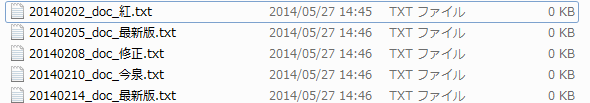 20140202_doc_紅.txt 2014/05/27 14:45 TXT ファイル 0 KB
20140205_doc_最新版.txt 2014/05/27 14:46 TXT ファイル 0 KB
20140208_doc_修正.txt 2014/05/27 14:46 TXT ファイル 0 KB
20140210_doc_今泉.txt 2014/05/27 14:46 TXT ファイル 0 KB
20140214_doc_最新版.txt 2014/05/27 14:46 TXT ファイル 0 KB